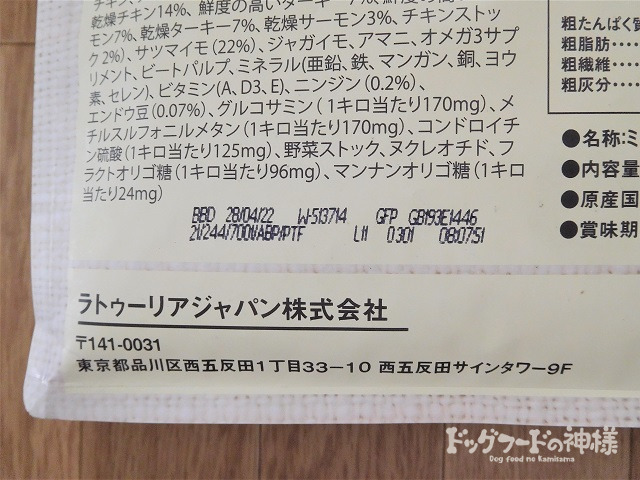 乾燥チキン14%、鮮度の高いターキー7%、鮮度の高い
ン7%、乾燥ターキー7%、乾燥サーモン3%、チキンストッ
ク2%)、サツマイモ(22%)、ジャガイモ、アマニ、オメガ3サプ
リメント、ビートパルプ、ミネラル(亜鉛、鉄、マンガン、銅、ヨウ
素、セレン)、ビタミン(A、D3、E)、ニンジン(0.2%)、
エンドウ豆(0.07%)、グルコサミン(1キロ当たり170mg)、メ
チルスルフォニルメタン(1キロ当たり170mg)、コンドロイチ
ン硫酸(1キロ当たり125mg)、野菜ストック、ヌクレオチド、フ
ラクトオリゴ糖(1キロ当たり96mg)、マンナンオリゴ糖(1キロ
当たり24mg)
粗たんぱく質
粗脂肪・・・・
粗繊維・・・・
粗灰分・・・・
●名称:ミ
●内容量
●原産国
●賞味期
BBD 28/04/22 W-513714 GFP GB193E1446
21/244/7001/ABP/PTF L11 0301 08:07:51
ラトゥーリアジャパン株式会社
〒141-0031
東京都品川区西五反田1丁目33−10 西五反田サインタワー9F
ドッグフードの神様
Dog food no Kamisama